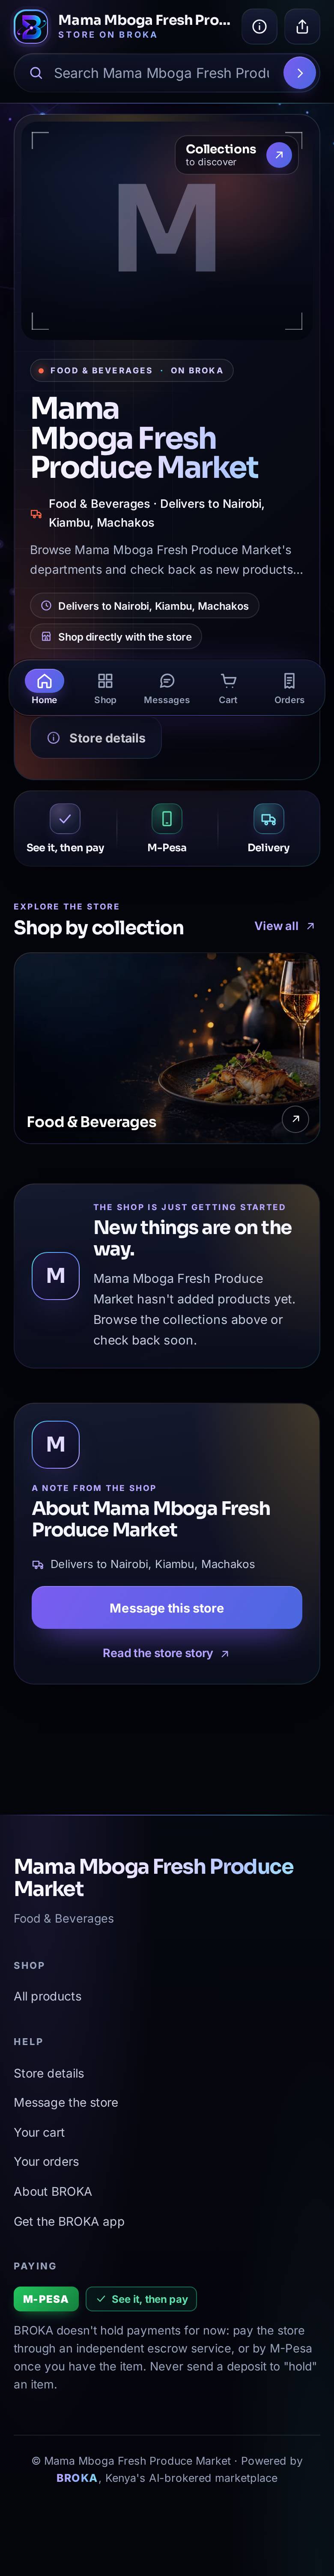 Mama Mboga Fresh Pro...
STORE ON BROKA
Search Mama Mboga Fresh Produ
Collections
to discover
M
FOOD & BEVERAGES · ON BROKA
Mama
Mboga Fresh
Produce Market
Food & Beverages · Delivers to Nairobi,
Kiambu, Machakos
Browse Mama Mboga Fresh Produce Market's
departments and check back as new products...
Delivers to Nairobi, Kiambu, Machakos
Shop directly with the store
Home
Shop
Messages
Cart
Orders
Store details
See it, then pay
M-Pesa
Delivery
EXPLORE THE STORE
Shop by collection
View all
Food & Beverages
THE SHOP IS JUST GETTING STARTED
New things are on the
way.
M
Mama Mboga Fresh Produce
Market hasn't added products yet.
Browse the collections above or
check back soon.
M
A NOTE FROM THE SHOP
About Mama Mboga Fresh
Produce Market
Delivers to Nairobi, Kiambu, Machakos
Message this store
Read the store story
Mama Mboga Fresh Produce
Market
Food & Beverages
SHOP
All products
HELP
Store details
Message the store
Your cart
Your orders
About BROKA
Get the BROKA app
PAYING
M-PESA
See it, then pay
BROKA doesn't hold payments for now: pay the store
through an independent escrow service, or by M-Pesa
once you have the item. Never send a deposit to "hold"
an item.
© Mama Mboga Fresh Produce Market · Powered by
BROKA, Kenya's AI-brokered marketplace